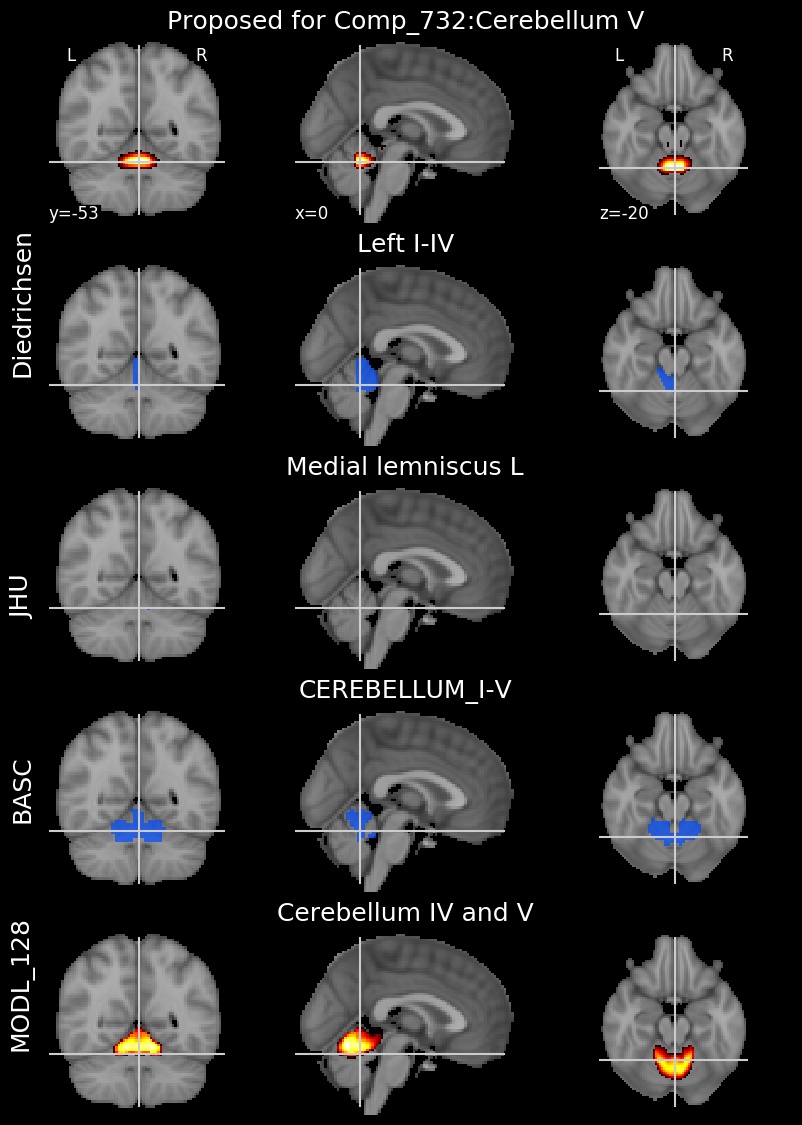 Proposed for Comp_732:Cerebellum V
L R L R
y=-53 x=0 z=-20
Diedrichsen
Left I-IV
JHU
Medial lemniscus L
BASC
CEREBELLUM_I-V
MODL_128
Cerebellum IV and V